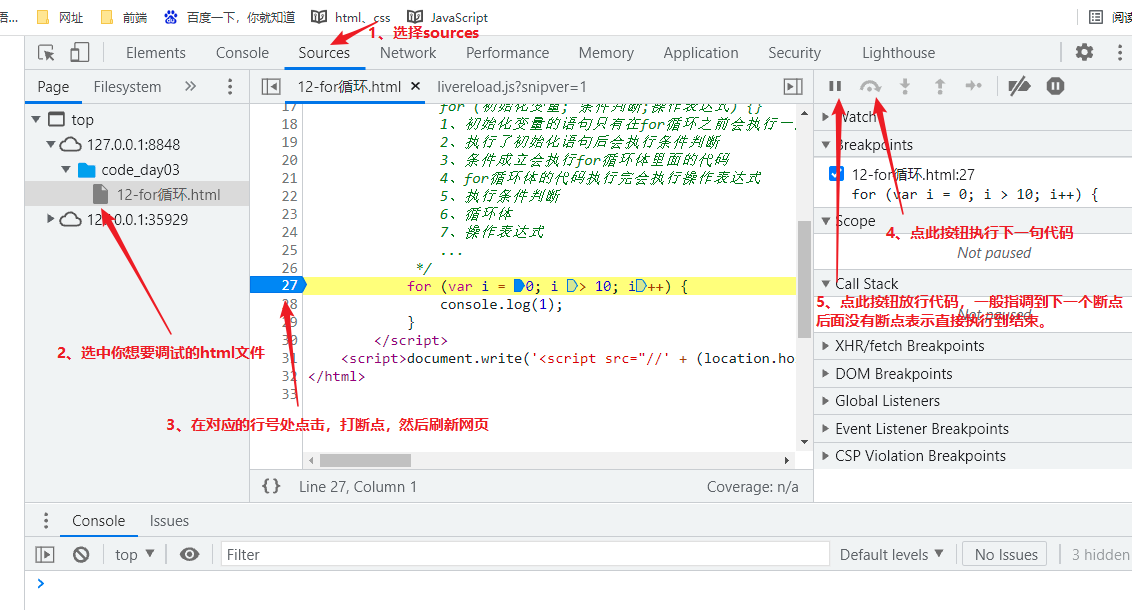 语...
网址
前端
百度一下，你就知道
html、css
JavaScript
阅读
1、选择sources
Elements
Console
Sources
Network
Performance
Memory
Application
Security
Lighthouse
Page
Filesystem
12-for循环.html
livereload.js?snipver=1
top
127.0.0.1:8848
code_day03
12-for循环.html
127.0.0.1:35929
17 for (初始化变量; 条件判断;操作表达式) {}
18 1、初始化变量的语句只有在for循环之前会执行一
19 2、执行了初始化语句后会执行条件判断
20 3、条件成立会执行for循环体里面的代码
21 4、for循环体的代码执行完会执行操作表达式
22 5、执行条件判断
23 6、循环体
24 7、操作表达式
25 ...
26 */
27 for (var i = 0; i > 10; i++) {
28 console.log(1);
29 }
30 </script>
31 <script>document.write('<script src="//' + (location.ho
32 </html>
33
2、选中你想要调试的html文件
3、在对应的行号处点击，打断点，然后刷新网页
Line 27, Column 1
Coverage: n/a
Watch
Breakpoints
12-for循环.html:27
for (var i = 0; i > 10; i++) {
Scope
4、点此按钮执行下一句代码
Not paused
Call Stack
5、点此按钮放行代码，一般指调到下一个断点
后面没有断点表示直接执行到结束。
Not paused
XHR/fetch Breakpoints
DOM Breakpoints
Global Listeners
Event Listener Breakpoints
CSP Violation Breakpoints
Console
Issues
top
Filter
Default levels
No Issues
3 hidden